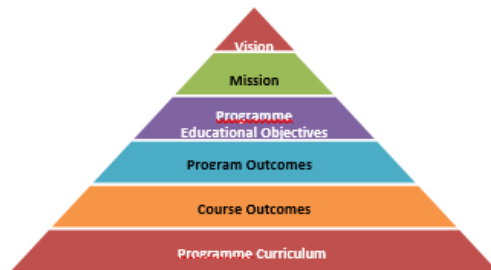 Vision
Mission
Programme
Educational Objectives
Program Outcomes
Course Outcomes
Programme Curriculum